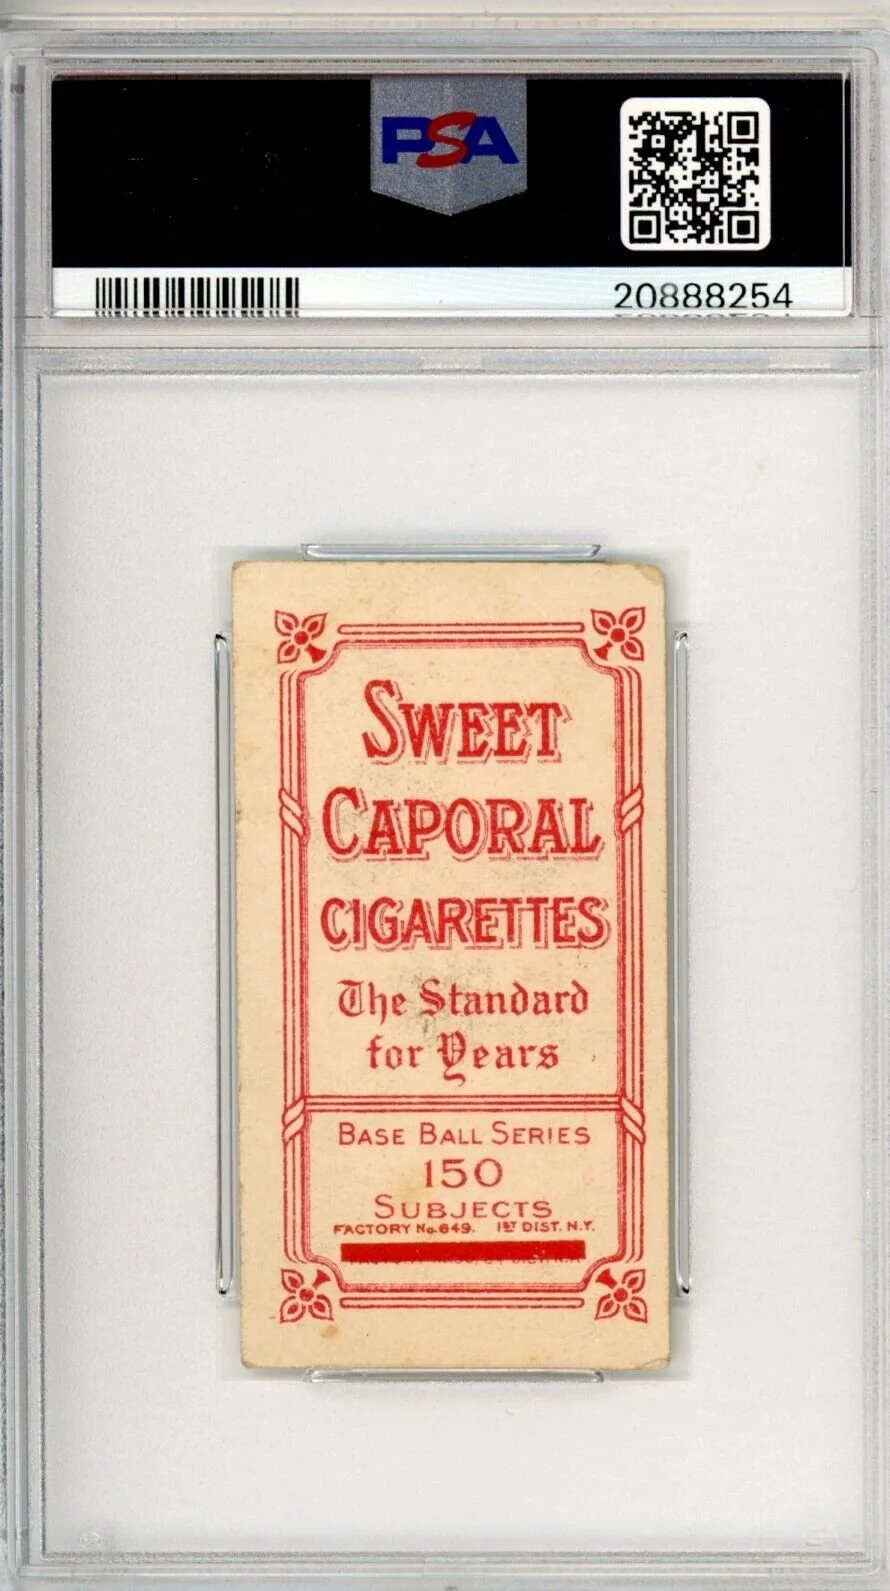 PSA
20888254
SWEET
CAPORAL
CIGARETTES
The Standard
for Years
BASE BALL SERIES
150
SUBJECTS
FACTORY No. 649. 1ST DIST. N.Y.